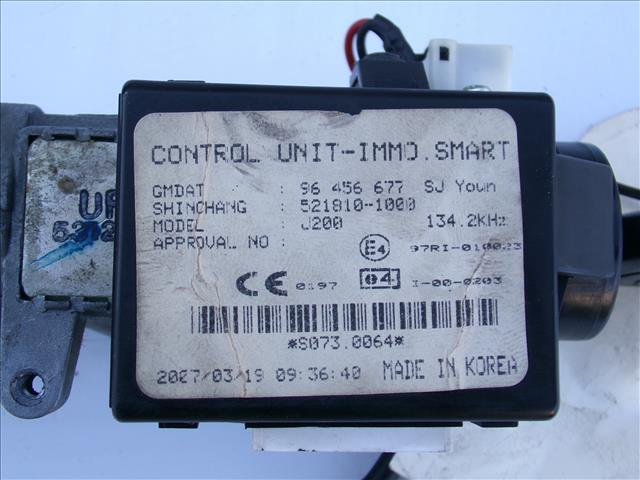 CONTROL UNIT-IMMO.SMART
GMDAT : 96 456 677 SJ Youn
SHINCHANG : 521810-1000
MODEL : J200 134.2KHz
APPROVAL NO : E4 97RI-010023
CE 0197 e4 I-00-0203
*S073.0064*
2007/03/19 09:36:40 MADE IN KOREA